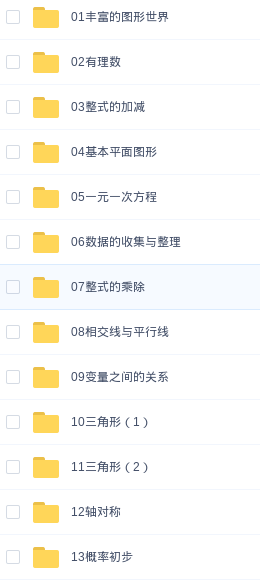 01丰富的图形世界
02有理数
03整式的加减
04基本平面图形
05一元一次方程
06数据的收集与整理
07整式的乘除
08相交线与平行线
09变量之间的关系
10三角形（1）
11三角形（2）
12轴对称
13概率初步